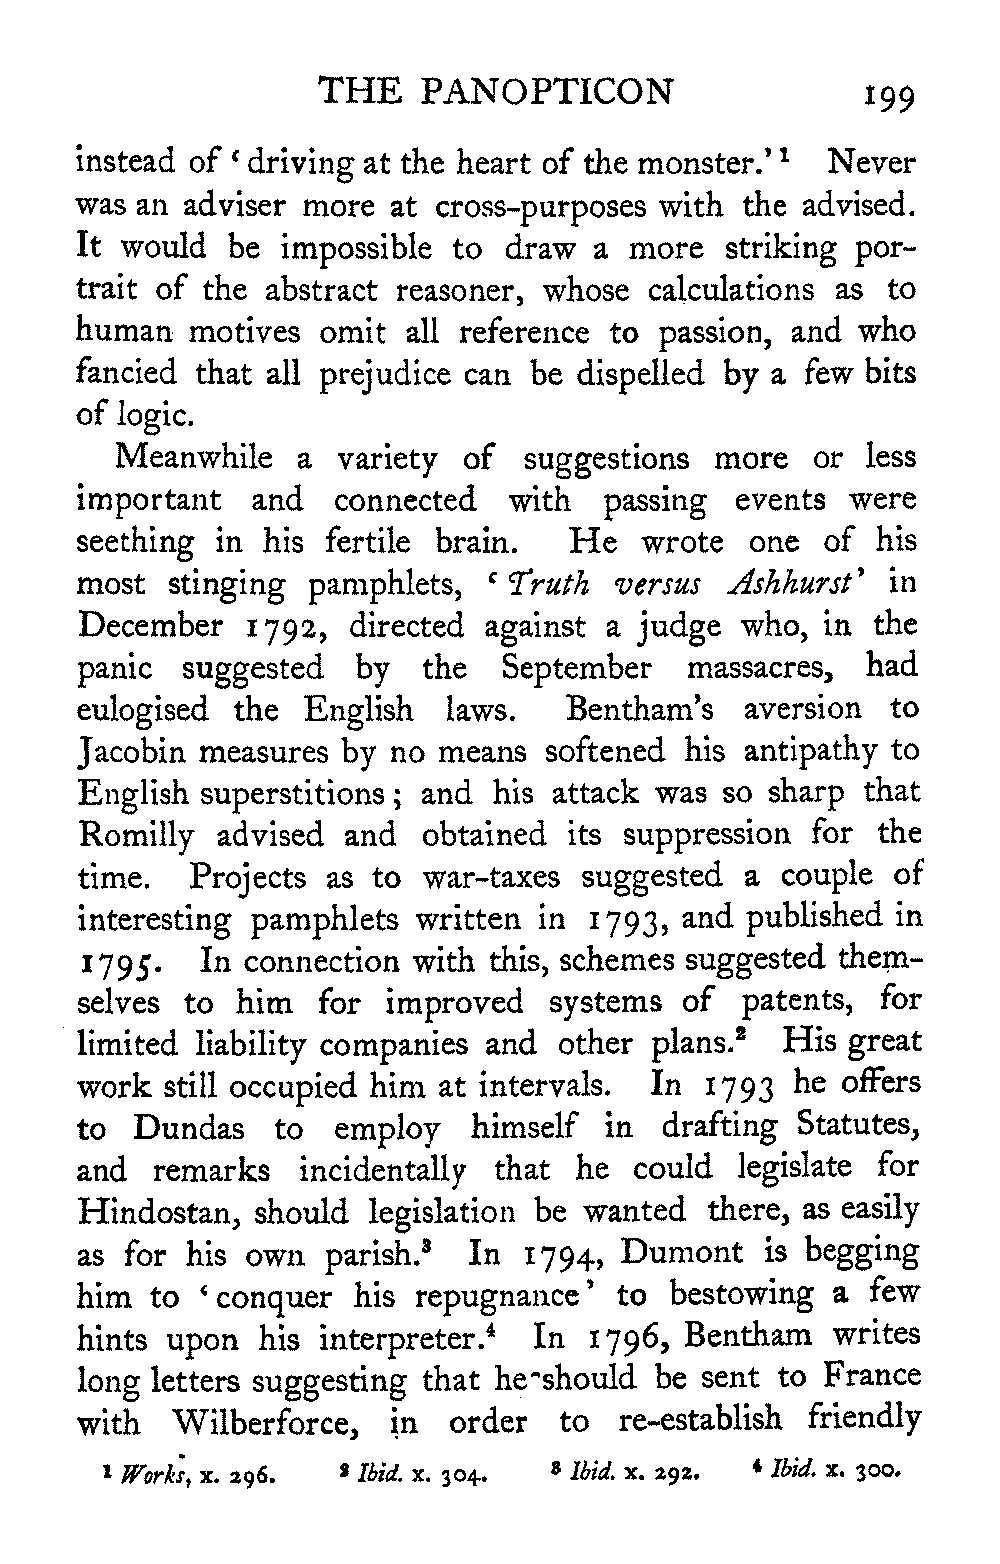 THE PANOPTICON 199
instead of ‘driving at the heart of the monster.’¹ Never
was an adviser more at cross-purposes with the advised.
It would be impossible to draw a more striking por-
trait of the abstract reasoner, whose calculations as to
human motives omit all reference to passion, and who
fancied that all prejudice can be dispelled by a few bits
of logic.
Meanwhile a variety of suggestions more or less
important and connected with passing events were
seething in his fertile brain. He wrote one of his
most stinging pamphlets, ‘Truth versus Ashhurst’ in
December 1792, directed against a judge who, in the
panic suggested by the September massacres, had
eulogised the English laws. Bentham’s aversion to
Jacobin measures by no means softened his antipathy to
English superstitions; and his attack was so sharp that
Romilly advised and obtained its suppression for the
time. Projects as to war-taxes suggested a couple of
interesting pamphlets written in 1793, and published in
1795. In connection with this, schemes suggested them-
selves to him for improved systems of patents, for
limited liability companies and other plans.² His great
work still occupied him at intervals. In 1793 he offers
to Dundas to employ himself in drafting Statutes,
and remarks incidentally that he could legislate for
Hindostan, should legislation be wanted there, as easily
as for his own parish.³ In 1794, Dumont is begging
him to ‘conquer his repugnance’ to bestowing a few
hints upon his interpreter.⁴ In 1796, Bentham writes
long letters suggesting that he should be sent to France
with Wilberforce, in order to re-establish friendly
¹ Works, x. 296. ² Ibid. x. 304. ³ Ibid. x. 292. ⁴ Ibid. x. 300.